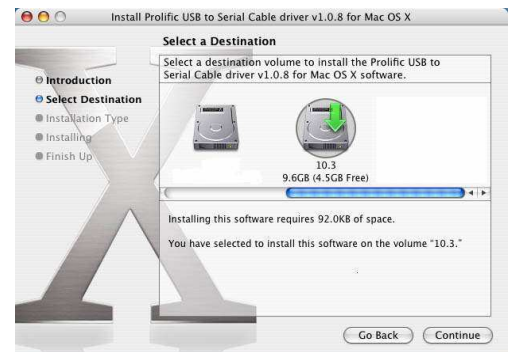 Install Prolific USB to Serial Cable driver v1.0.8 for Mac OS X
Select a Destination
Introduction
Select Destination
Installation Type
Installing
Finish Up
Select a destination volume to install the Prolific USB to
Serial Cable driver v1.0.8 for Mac OS X software.
10.3
9.6GB (4.5GB Free)
Installing this software requires 92.0KB of space.
You have selected to install this software on the volume “10.3.”
Go Back
Continue